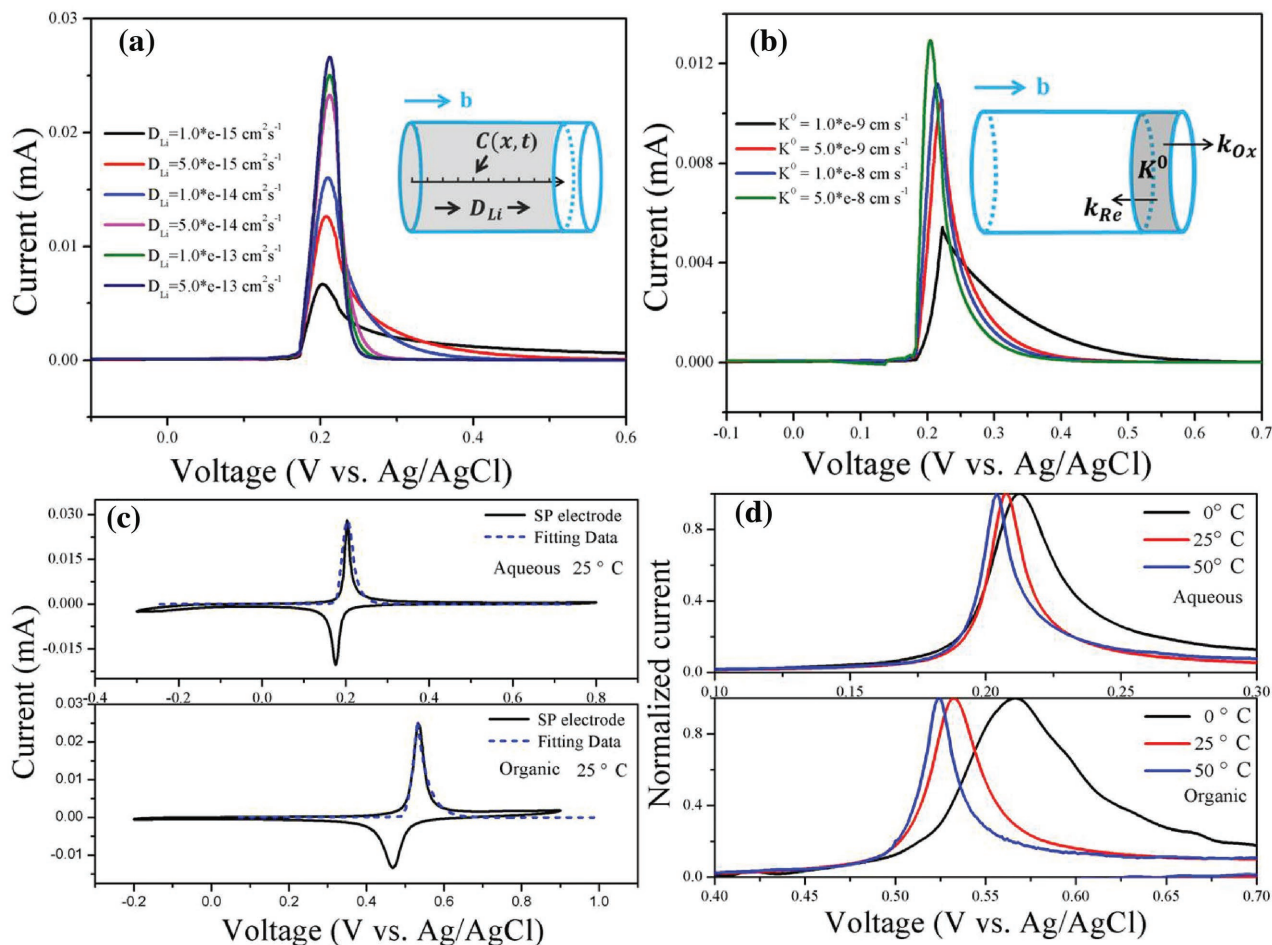 (a)
D_Li=1.0*e-15 cm²s⁻¹
D_Li=5.0*e-15 cm²s⁻¹
D_Li=1.0*e-14 cm²s⁻¹
D_Li=5.0*e-14 cm²s⁻¹
D_Li=1.0*e-13 cm²s⁻¹
D_Li=5.0*e-13 cm²s⁻¹
b
C(x,t)
D_Li
Current (mA)
0.03
0.02
0.01
0.00
0.0 0.2 0.4 0.6
Voltage (V vs. Ag/AgCl)
(b)
K⁰ = 1.0*e-9 cm s⁻¹
K⁰ = 5.0*e-9 cm s⁻¹
K⁰ = 1.0*e-8 cm s⁻¹
K⁰ = 5.0*e-8 cm s⁻¹
b
K⁰
k_Ox
k_Re
Current (mA)
0.012
0.008
0.004
0.000
-0.1 0.0 0.1 0.2 0.3 0.4 0.5 0.6 0.7
Voltage (V vs. Ag/AgCl)
(c)
SP electrode
Fitting Data
Aqueous 25 ° C
0.030
0.015
0.000
-0.015
-0.4 -0.2 0.0 0.2 0.4 0.6 0.8
SP electrode
Fitting Data
Organic 25 ° C
0.03
0.02
0.01
0.00
-0.01
-0.2 0.0 0.2 0.4 0.6 0.8 1.0
Current (mA)
Voltage (V vs. Ag/AgCl)
(d)
0° C
25° C
50° C
Aqueous
0.8
0.4
0.0
0.10 0.15 0.20 0.25 0.30
0 ° C
25 ° C
50 ° C
Organic
0.8
0.4
0.0
0.40 0.45 0.50 0.55 0.60 0.65 0.70
Normalized current
Voltage (V vs. Ag/AgCl)